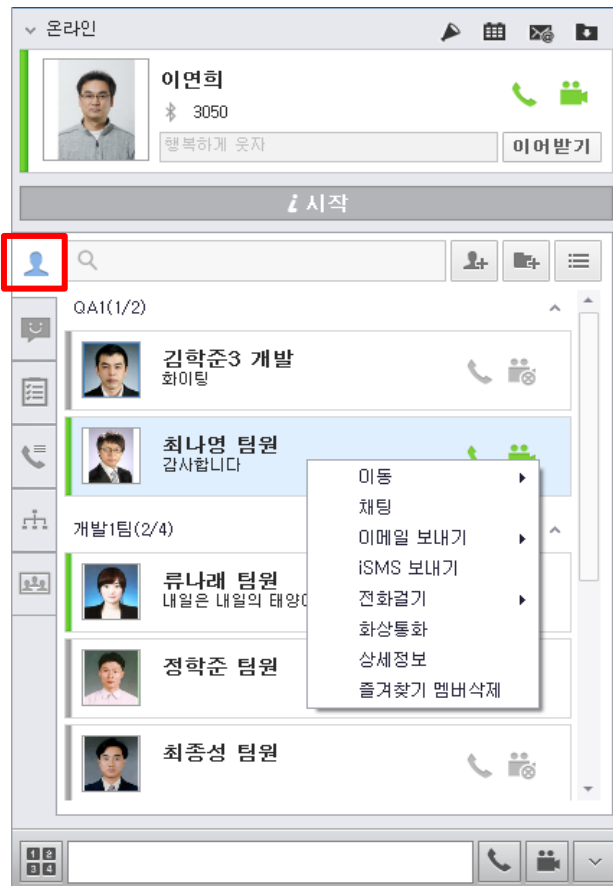 온라인
이연희
3050
행복하게 웃자
이어받기
i 시작
QA1(1/2)
김학준3 개발
화이팅
최나영 팀원
감사합니다
이동
채팅
개발1팀(2/4)
이메일 보내기
iSMS 보내기
류나래 팀원
내일은 내일의 태양이
전화걸기
화상통화
정학준 팀원
상세정보
즐겨찾기 멤버삭제
최종성 팀원
1 2
3 4